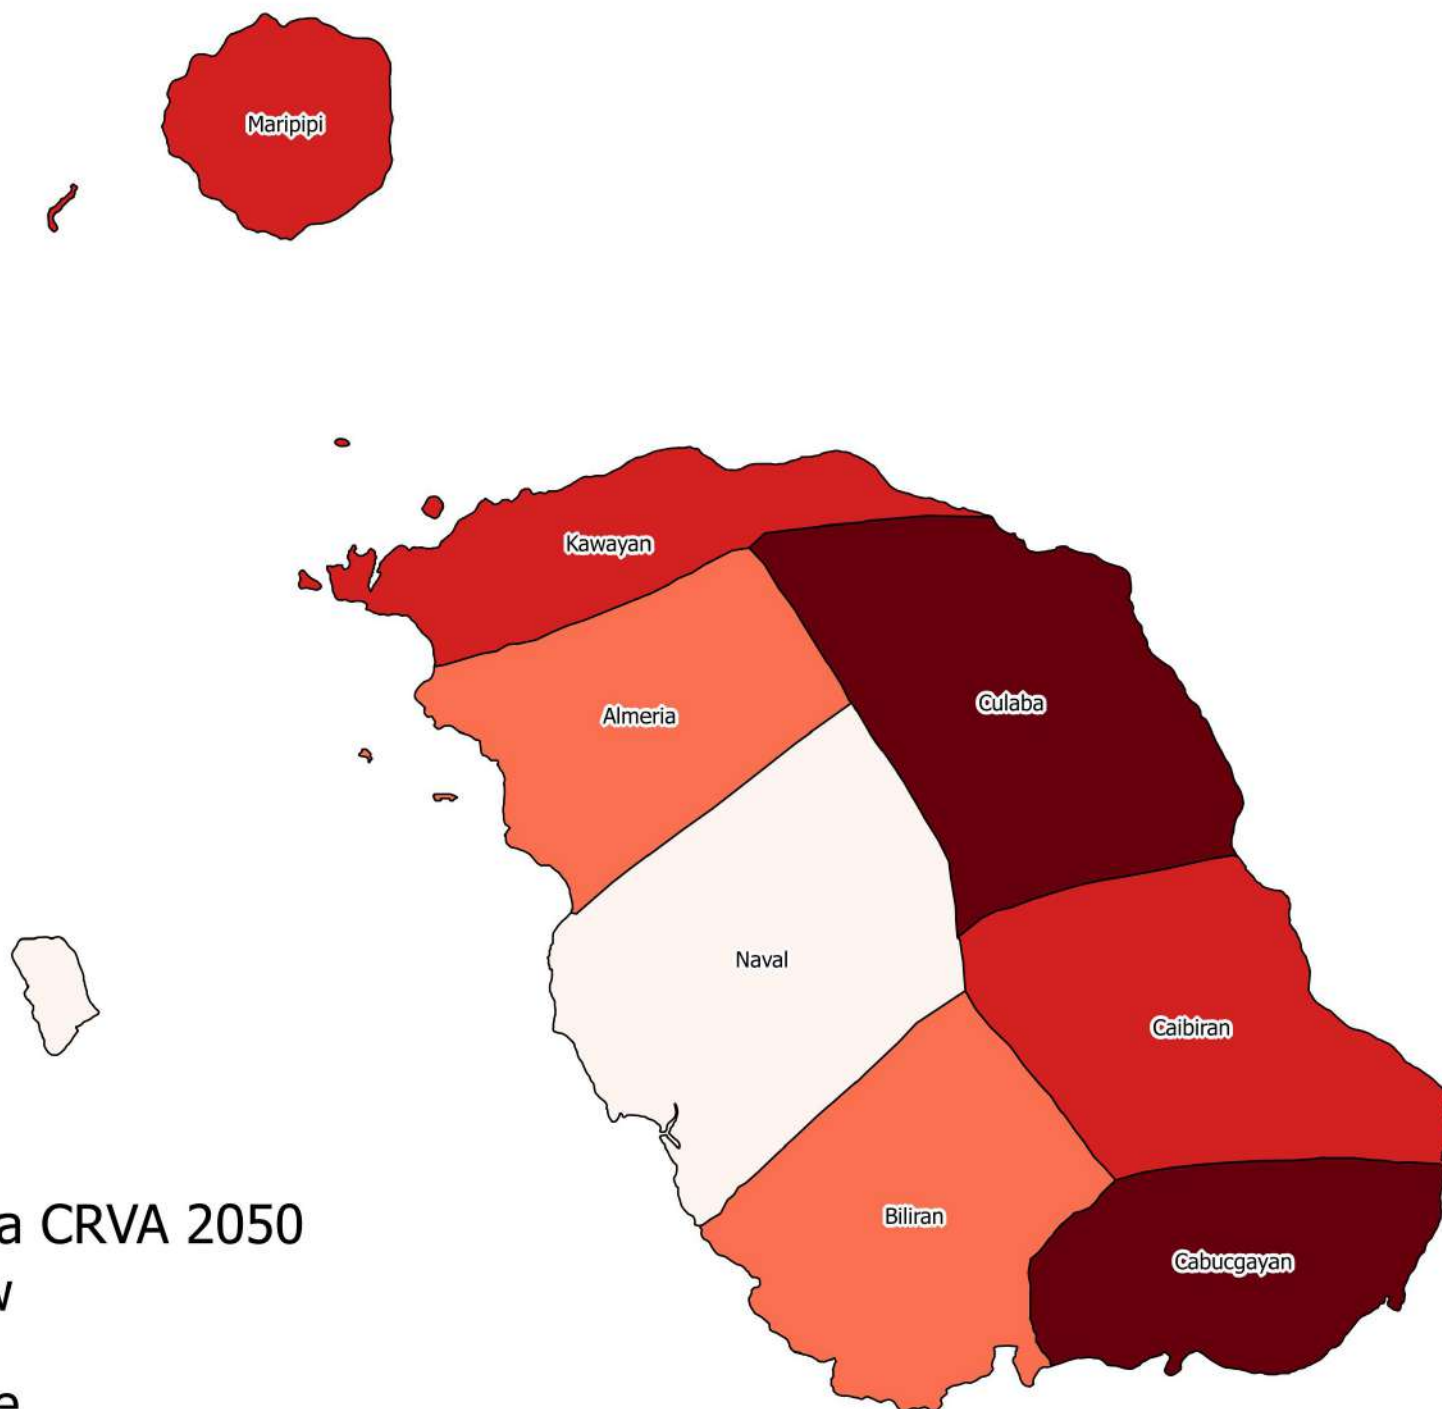 Maripipi
Kawayan
Almeria
Culaba
Naval
Caibiran
Biliran
Cabucgayan
a CRVA 2050
w
e